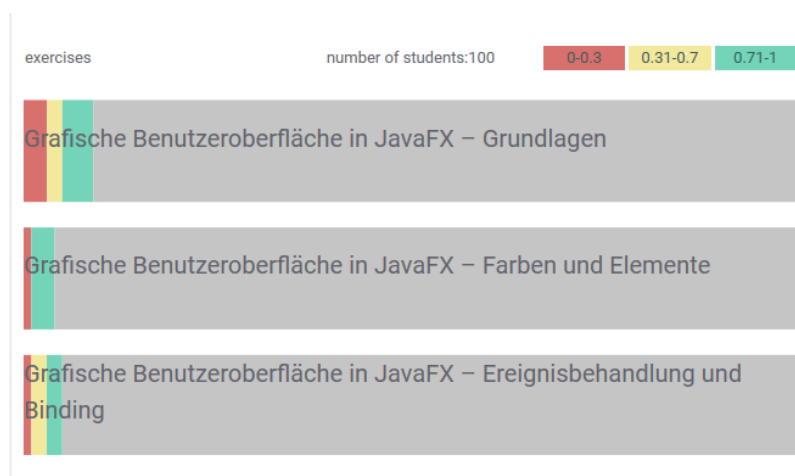 exercises number of students:100 0-0.3 0.31-0.7 0.71-1
Grafische Benutzeroberfläche in JavaFX – Grundlagen
Grafische Benutzeroberfläche in JavaFX – Farben und Elemente
Grafische Benutzeroberfläche in JavaFX – Ereignisbehandlung und
Binding